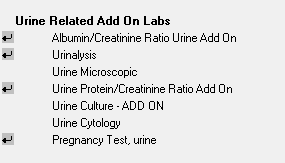 Urine Related Add On Labs
Albumin/Creatinine Ratio Urine Add On
Urinalysis
Urine Microscopic
Urine Protein/Creatinine Ratio Add On
Urine Culture - ADD ON
Urine Cytology
Pregnancy Test, urine